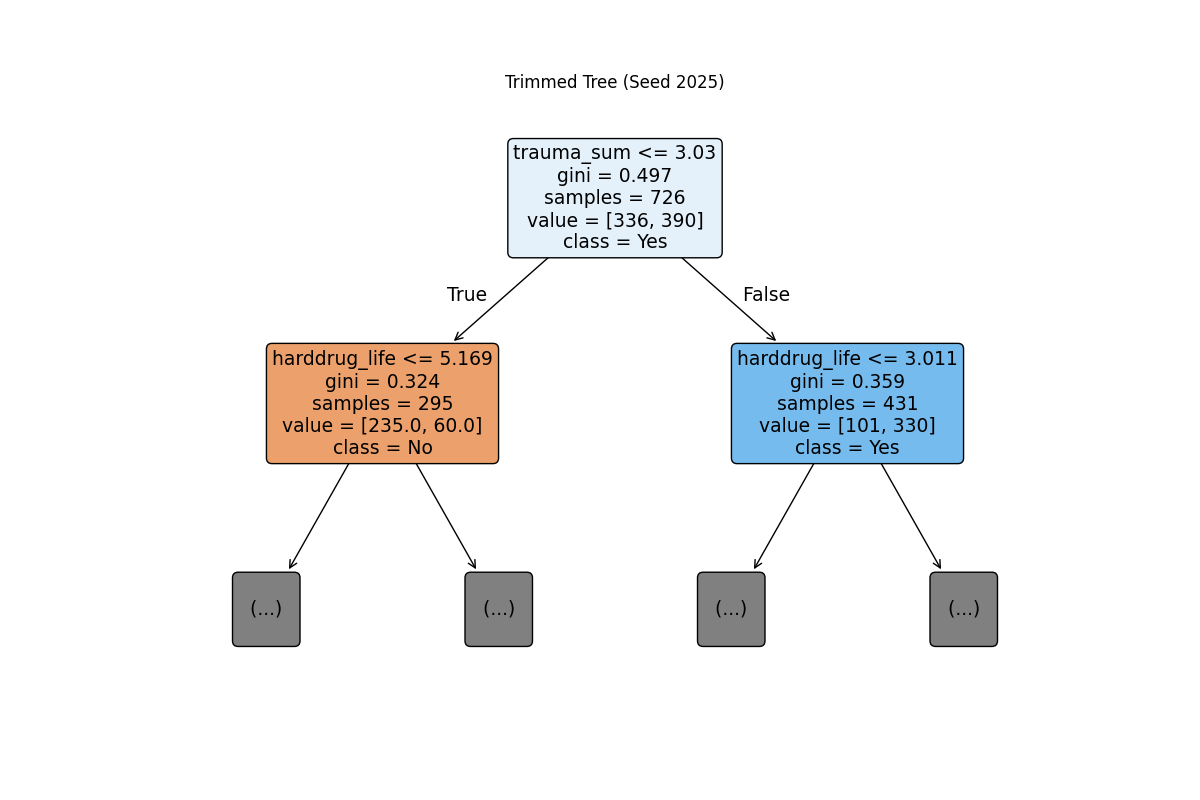 Trimmed Tree (Seed 2025)
trauma_sum <= 3.03
gini = 0.497
samples = 726
value = [336, 390]
class = Yes
True
False
harddrug_life <= 5.169
gini = 0.324
samples = 295
value = [235.0, 60.0]
class = No
harddrug_life <= 3.011
gini = 0.359
samples = 431
value = [101, 330]
class = Yes
(...)
(...)
(...)
(...)